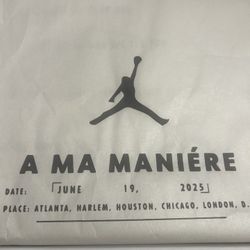 A MA MANIÉRE
DATE: 「JUNE 19, 2025」
PLACE: ATLANTA, HARLEM, HOUSTON, CHICAGO, LONDON, D.